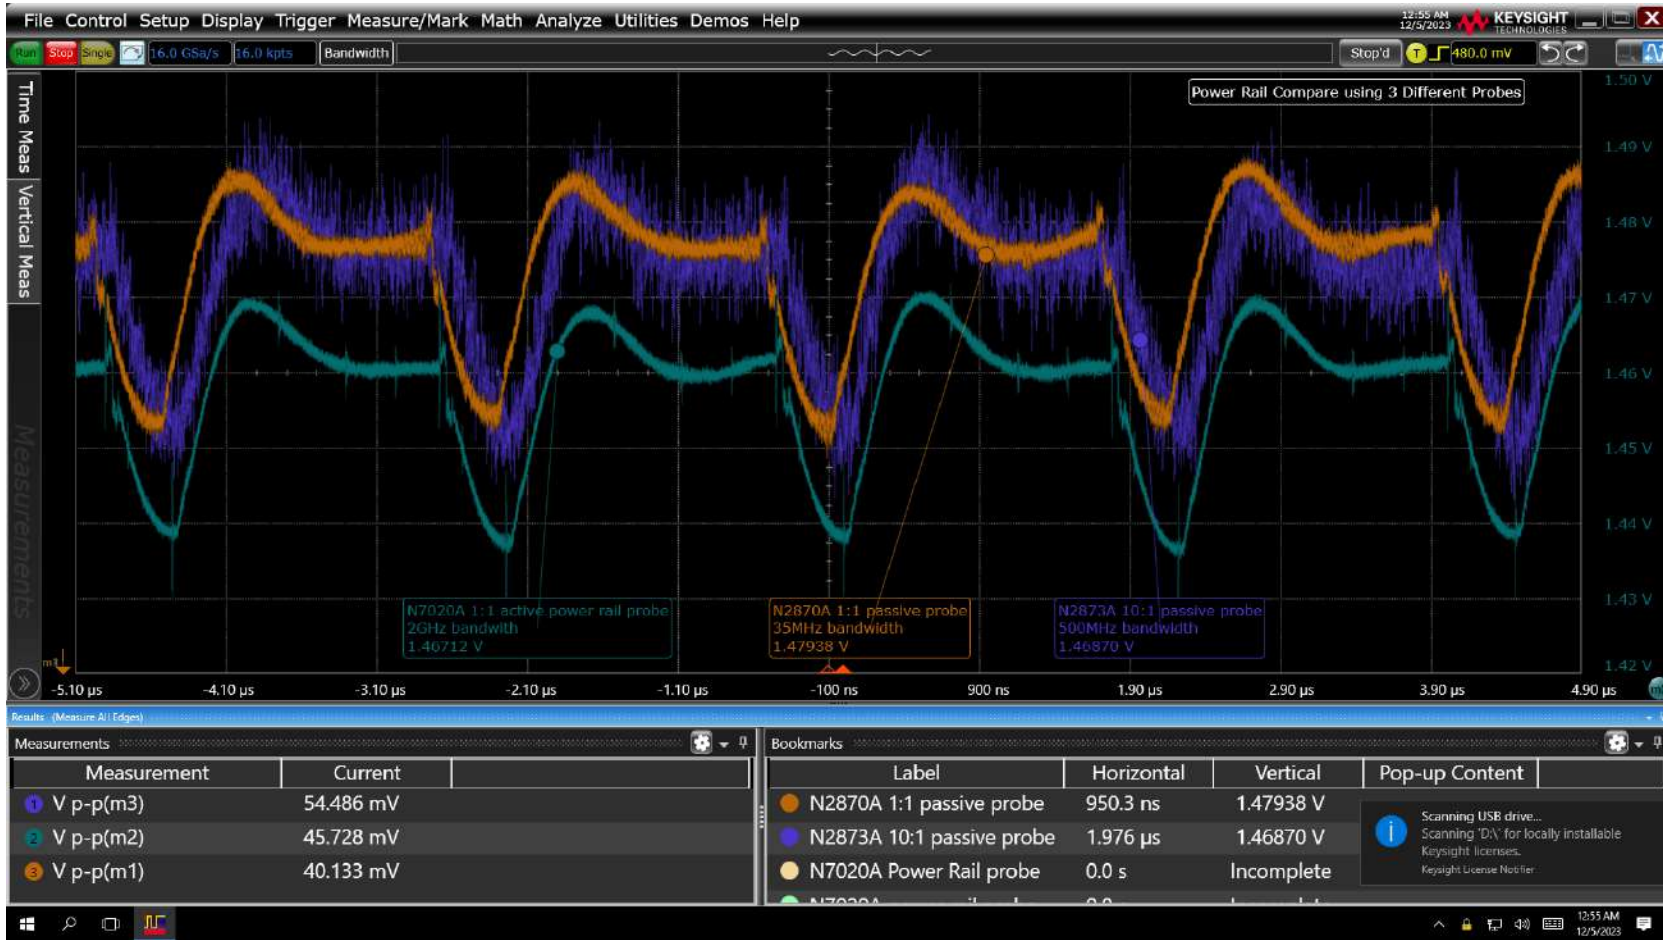 File Control Setup Display Trigger Measure/Mark Math Analyze Utilities Demos Help
12:55 AM
12/5/2023
KEYSIGHT
TECHNOLOGIES
Run Stop Single 16.0 GSa/s 16.0 kpts Bandwidth Stop'd T 480.0 mV
Time Meas
Vertical Meas
Measurements
Power Rail Compare using 3 Different Probes
1.50 V
1.49 V
1.48 V
1.47 V
1.46 V
1.45 V
1.44 V
1.43 V
1.42 V
N7020A 1:1 active power rail probe
2GHz bandwith
1.46712 V
N2870A 1:1 passive probe
35MHz bandwidth
1.47938 V
N2873A 10:1 passive probe
500MHz bandwidth
1.46870 V
-5.10 µs -4.10 µs -3.10 µs -2.10 µs -1.10 µs -100 ns 900 ns 1.90 µs 2.90 µs 3.90 µs 4.90 µs
Results (Measure All Edges)
Measurements
Measurement Current
1 V p-p(m3) 54.486 mV
2 V p-p(m2) 45.728 mV
3 V p-p(m1) 40.133 mV
Bookmarks
Label Horizontal Vertical Pop-up Content
N2870A 1:1 passive probe 950.3 ns 1.47938 V
N2873A 10:1 passive probe 1.976 µs 1.46870 V
N7020A Power Rail probe 0.0 s Incomplete
Scanning USB drive...
Scanning 'D:\' for locally installable
Keysight licenses.
Keysight License Notifier
12:55 AM
12/5/2023